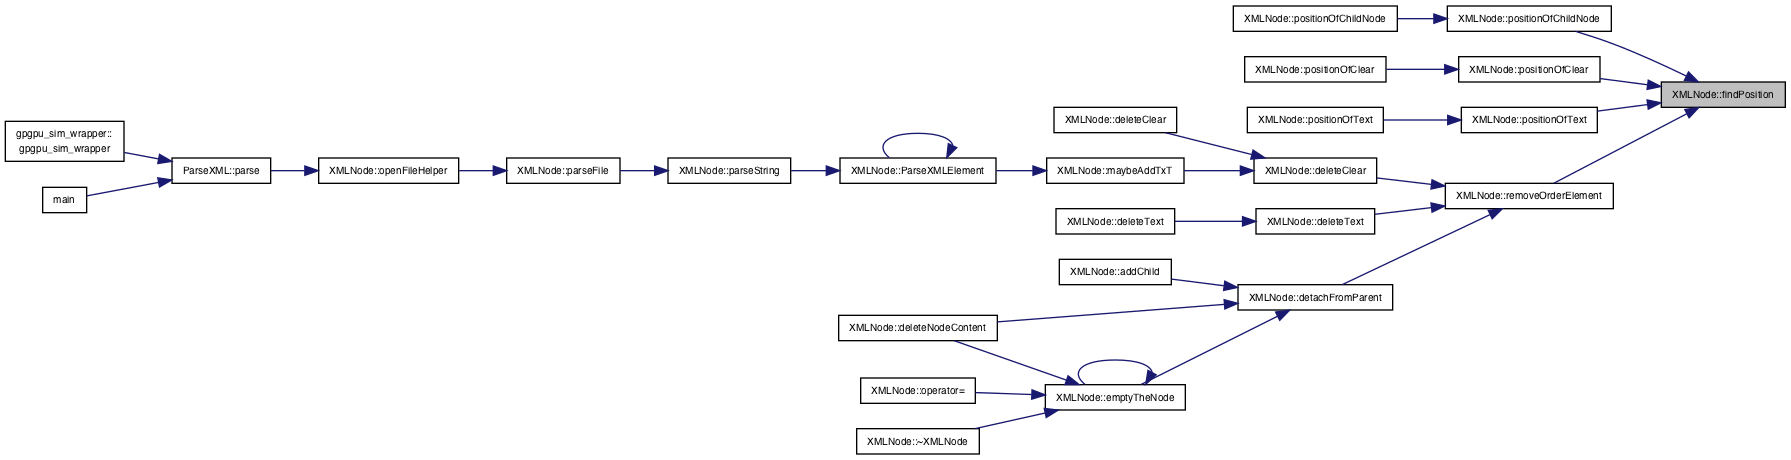 XMLNode::positionOfChildNode
XMLNode::positionOfChildNode
XMLNode::positionOfClear
XMLNode::positionOfClear
XMLNode::findPosition
XMLNode::deleteClear
XMLNode::positionOfText
XMLNode::positionOfText
gpgpu_sim_wrapper::
gpgpu_sim_wrapper
ParseXML::parse
XMLNode::openFileHelper
XMLNode::parseFile
XMLNode::parseString
XMLNode::ParseXMLElement
XMLNode::maybeAddTxT
XMLNode::deleteClear
main
XMLNode::removeOrderElement
XMLNode::deleteText
XMLNode::deleteText
XMLNode::addChild
XMLNode::detachFromParent
XMLNode::deleteNodeContent
XMLNode::operator=
XMLNode::emptyTheNode
XMLNode::~XMLNode